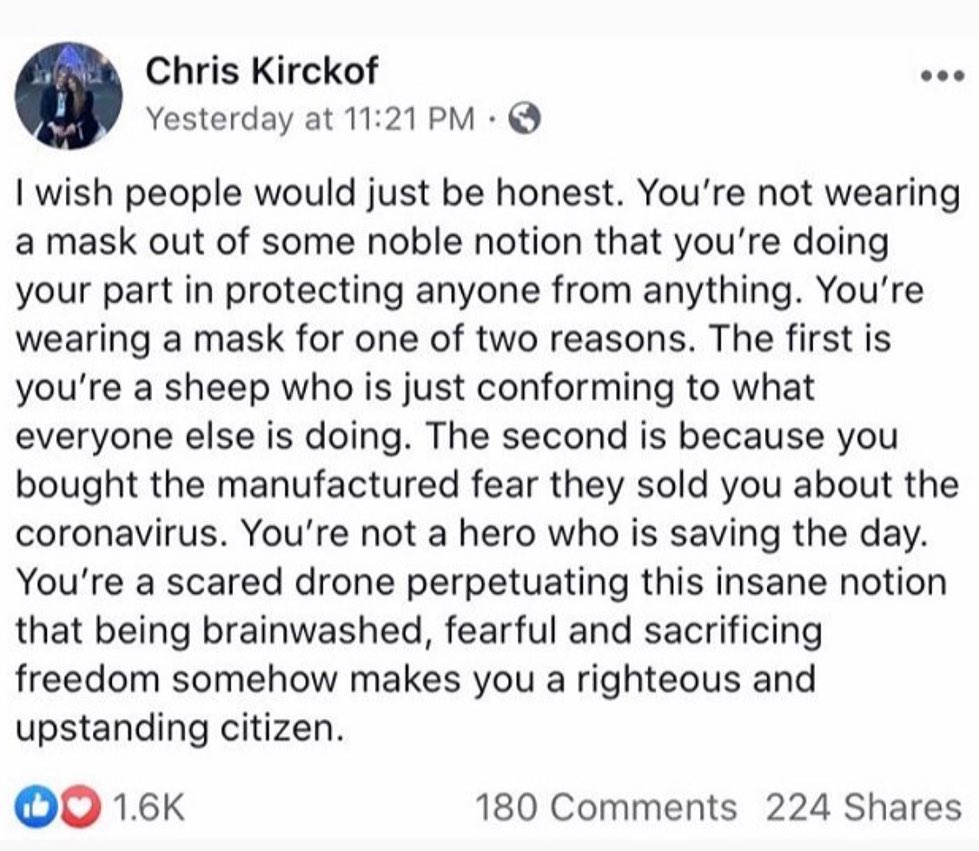 Chris Kirckof
Yesterday at 11:21 PM ·
I wish people would just be honest. You're not wearing
a mask out of some noble notion that you're doing
your part in protecting anyone from anything. You're
wearing a mask for one of two reasons. The first is
you're a sheep who is just conforming to what
everyone else is doing. The second is because you
bought the manufactured fear they sold you about the
coronavirus. You're not a hero who is saving the day.
You're a scared drone perpetuating this insane notion
that being brainwashed, fearful and sacrificing
freedom somehow makes you a righteous and
upstanding citizen.
1.6K 180 Comments 224 Shares